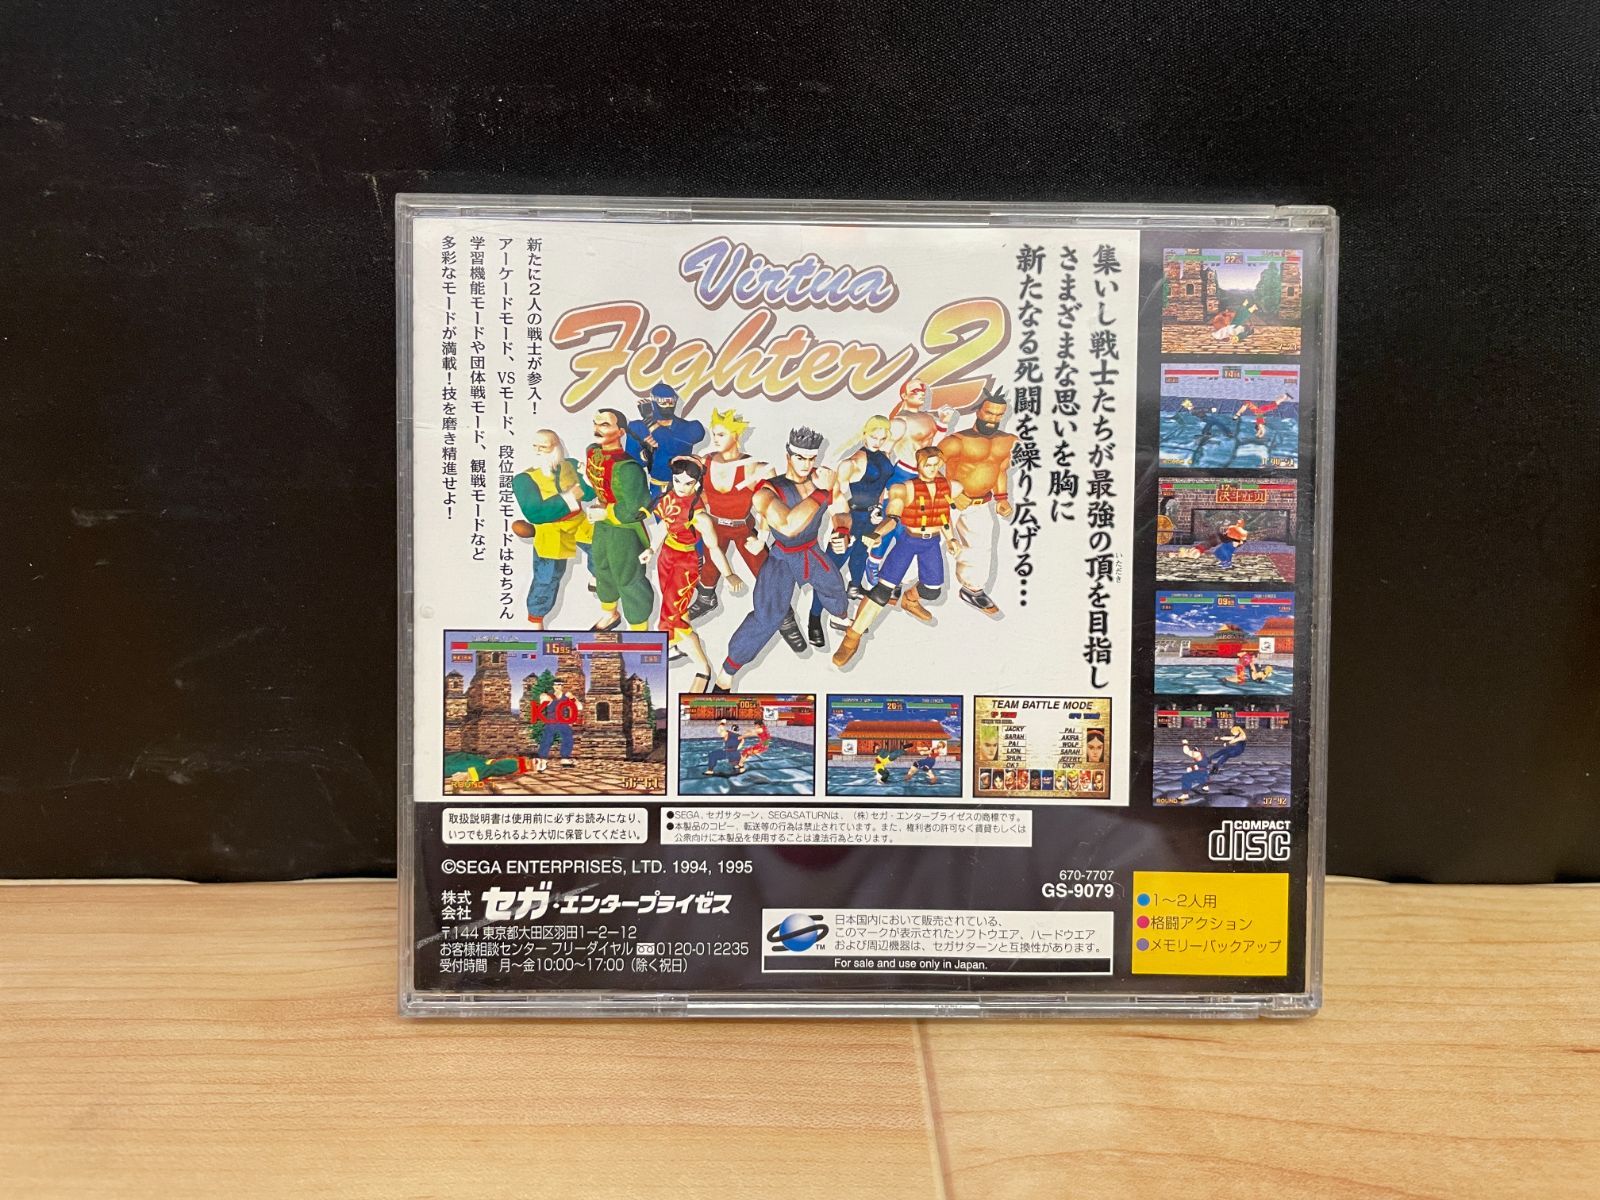 Virtua
Fighter 2
集いし戦士たちが最強の頂を目指し
いただき
さまざまな思いを胸に
新たなる死闘を繰り広げる…
新たに2人の戦士が参入!
アーケードモード、VSモード、段位認定モードはもちろん
学習機能モードや団体戦モード、観戦モードなど
多彩なモードが満載!技を磨き精進せよ!
K.O.
ROUND
TEAM BATTLE MODE
JACKY
SARAH
PAI
LION
SHUN
PAI
AKIRA
WOLF
SARAH
JEFFRY
取扱説明書は使用前に必ずお読みになり、
いつでも見られるよう大切に保管してください。
●SEGA、セガサターン、SEGASATURNは、(株)セガ・エンタープライゼスの商標です。
●本製品のコピー、転送等の行為は禁止されています。また、権利者の許可なく賃貸もしくは
公衆向けに本製品を使用することは違法行為となります。
©SEGA ENTERPRISES, LTD. 1994, 1995
株式会社 セガ・エンタープライゼス
〒144 東京都大田区羽田1-2-12
お客様相談センター フリーダイヤル 0120-012235
受付時間 月〜金10:00〜17:00(除く祝日)
670-7707
GS-9079
日本国内において販売されている、
このマークが表示されたソフトウエア、ハードウエア
および周辺機器は、セガサターンと互換性があります。
TM
For sale and use only in Japan.
COMPACT
disc
●1〜2人用
●格闘アクション
●メモリーバックアップ